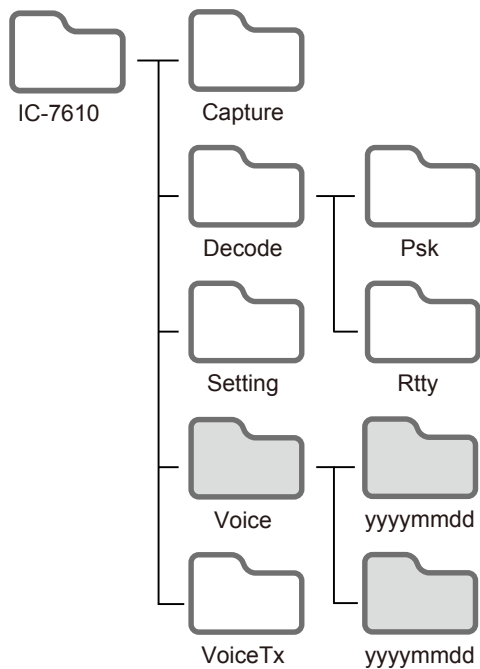 IC-7610
Capture
Decode
Psk
Setting
Rtty
Voice
yyyymmdd
VoiceTx
yyyymmdd